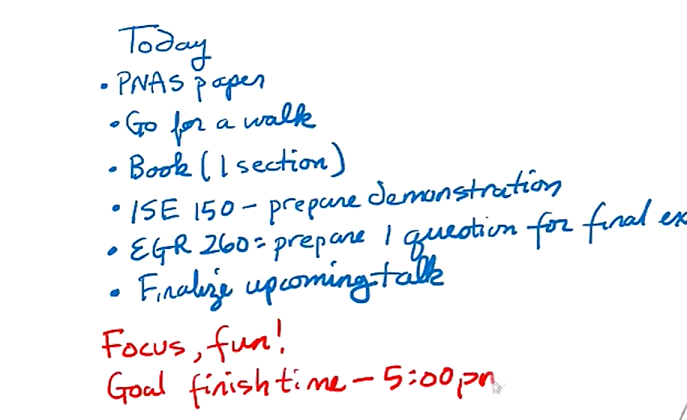 Today
• PNAS paper
• Go for a walk
• Book (1 section)
• ISE 150 - prepare demonstration
• EGR 260 = prepare 1 question for final ex
• Finalize upcoming talk
Focus, fun!
Goal finish time - 5:00 pm